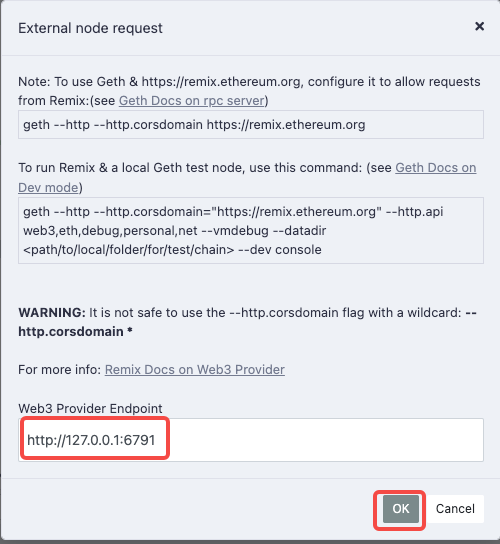 External node request
×
Note: To use Geth & https://remix.ethereum.org, configure it to allow requests
from Remix:(see Geth Docs on rpc server)
geth --http --http.corsdomain https://remix.ethereum.org
To run Remix & a local Geth test node, use this command: (see Geth Docs on
Dev mode)
geth --http --http.corsdomain="https://remix.ethereum.org" --http.api
web3,eth,debug,personal,net --vmdebug --datadir
<path/to/local/folder/for/test/chain> --dev console
WARNING: It is not safe to use the --http.corsdomain flag with a wildcard: --
http.corsdomain *
For more info: Remix Docs on Web3 Provider
Web3 Provider Endpoint
http://127.0.0.1:6791
OK
Cancel